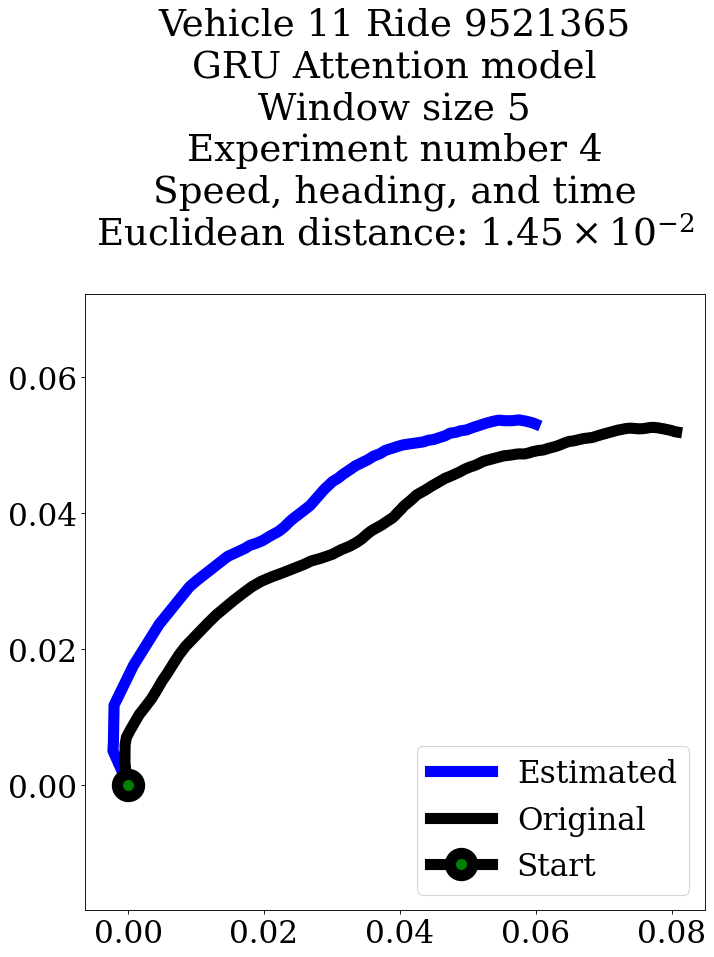 Vehicle 11 Ride 9521365
GRU Attention model
Window size 5
Experiment number 4
Speed, heading, and time
Euclidean distance: 1.45 × 10⁻²
0.06
0.04
0.02
0.00
Estimated
Original
Start
0.00 0.02 0.04 0.06 0.08